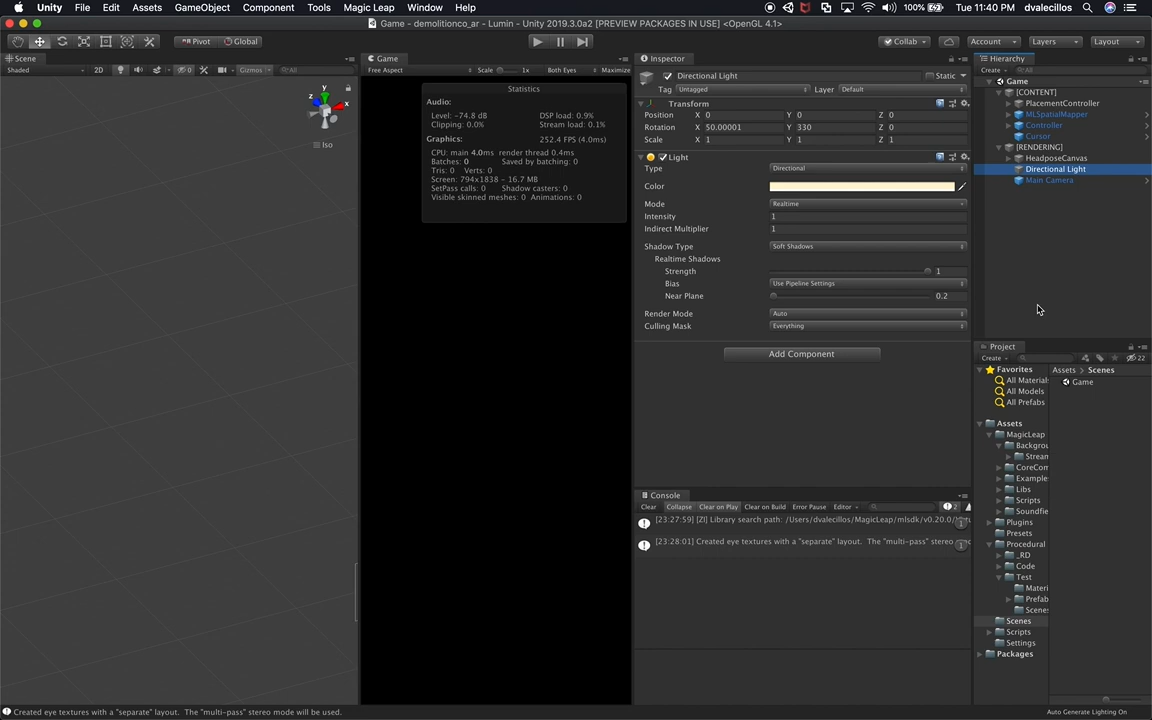 Unity File Edit Assets GameObject Component Tools Magic Leap Window Help 100% Tue 11:40 PM dvalecillos
Game - demolitionco_ar - Lumin - Unity 2019.3.0a2 [PREVIEW PACKAGES IN USE] <OpenGL 4.1>
Pivot Global Collab Account Layers Layout
Scene Game Inspector Hierarchy
Shaded 2D 0 Gizmos All Free Aspect Scale 1x Both Eyes Maximize
Create All
Statistics
Audio:
Level: -74.8 dB DSP load: 0.9%
Clipping: 0.0% Stream load: 0.1%
Graphics: 252.4 FPS (4.0ms)
CPU: main 4.0ms render thread 0.4ms
Batches: 0 Saved by batching: 0
Tris: 0 Verts: 0
Screen: 794x1838 - 16.7 MB
SetPass calls: 0 Shadow casters: 0
Visible skinned meshes: 0 Animations: 0
y
z
x
Iso
Directional Light Static
Tag Untagged Layer Default
Transform
Position X 0 Y 0 Z 0
Rotation X 50.00001 Y 330 Z 0
Scale X 1 Y 1 Z 1
Light
Type Directional
Color
Mode Realtime
Intensity 1
Indirect Multiplier 1
Shadow Type Soft Shadows
Realtime Shadows
Strength 1
Bias Use Pipeline Settings
Near Plane 0.2
Render Mode Auto
Culling Mask Everything
Add Component
Game
[CONTENT]
PlacementController
MLSpatialMapper
Controller
Cursor
[RENDERING]
HeadposeCanvas
Directional Light
Main Camera
Project
Create 22
Favorites
All Materials
All Models
All Prefabs
Assets
MagicLeap
Backgrou
Stream
CoreCom
Example
Libs
Scripts
Soundfie
Plugins
Presets
Procedural
_RD
Code
Test
Materi
Prefab
Scenes
Scenes
Scripts
Settings
Packages
Assets Scenes
Game
Console
Clear Collapse Clear on Play Clear on Build Error Pause Editor 2
[23:27:59] [ZI] Library search path: /Users/dvalecillos/MagicLeap/mlsdk/v0.20.0/ 1
[23:28:01] Created eye textures with a "separate" layout. The "multi-pass" stereo 1
Created eye textures with a "separate" layout. The "multi-pass" stereo mode will be used.
Auto Generate Lighting On